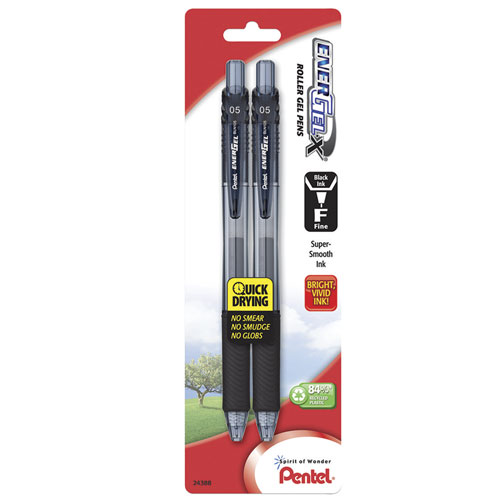 ENERGEL-X
ROLLER GEL PENS
05
05
Pentel ENERGEL
Pentel ENERGEL
Black
Ink
F
Fine
Super-
Smooth
Ink
BRIGHT,
VIVID
INK!
QUICK
DRYING
NO SMEAR
NO SMUDGE
NO GLOBS
84%
RECYCLED
PLASTIC
Spirit of Wonder
Pentel